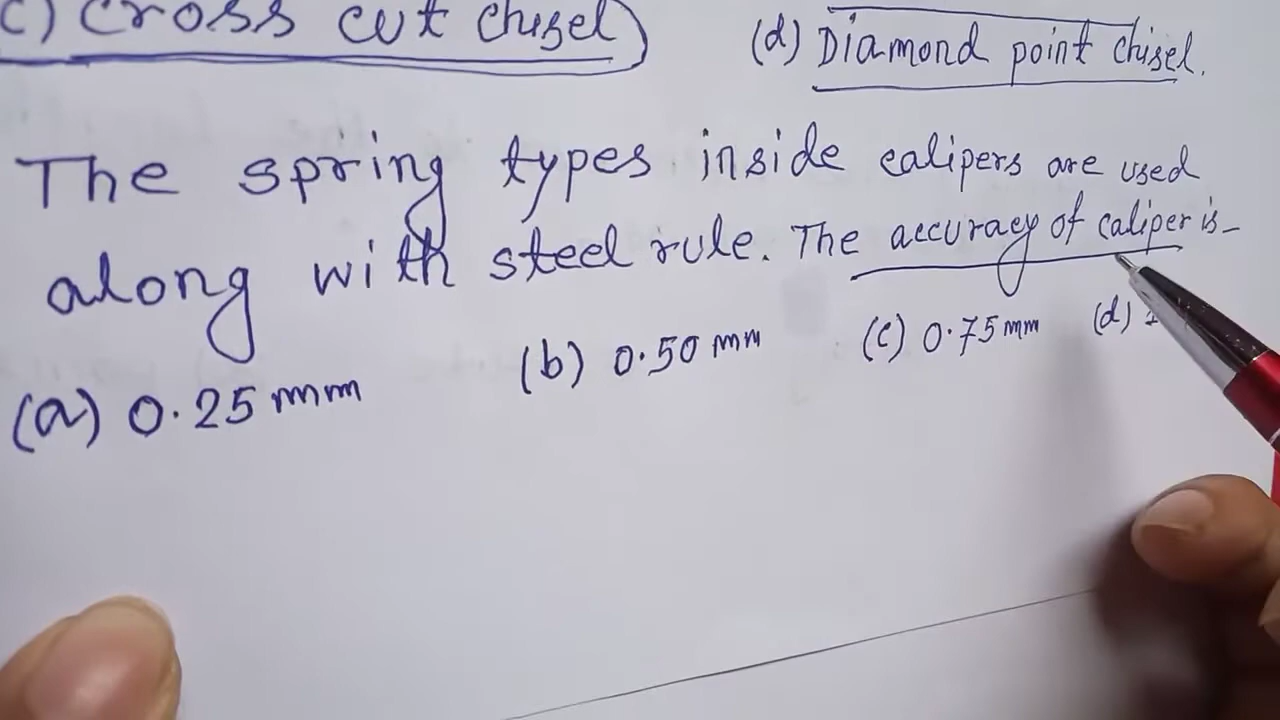 c) Cross cut chisel)
(d) Diamond point chisel.
The spring types inside calipers are used
along with steel rule. The accuracy of caliper is-
(a) 0.25 mm (b) 0.50 mm (c) 0.75 mm (d)